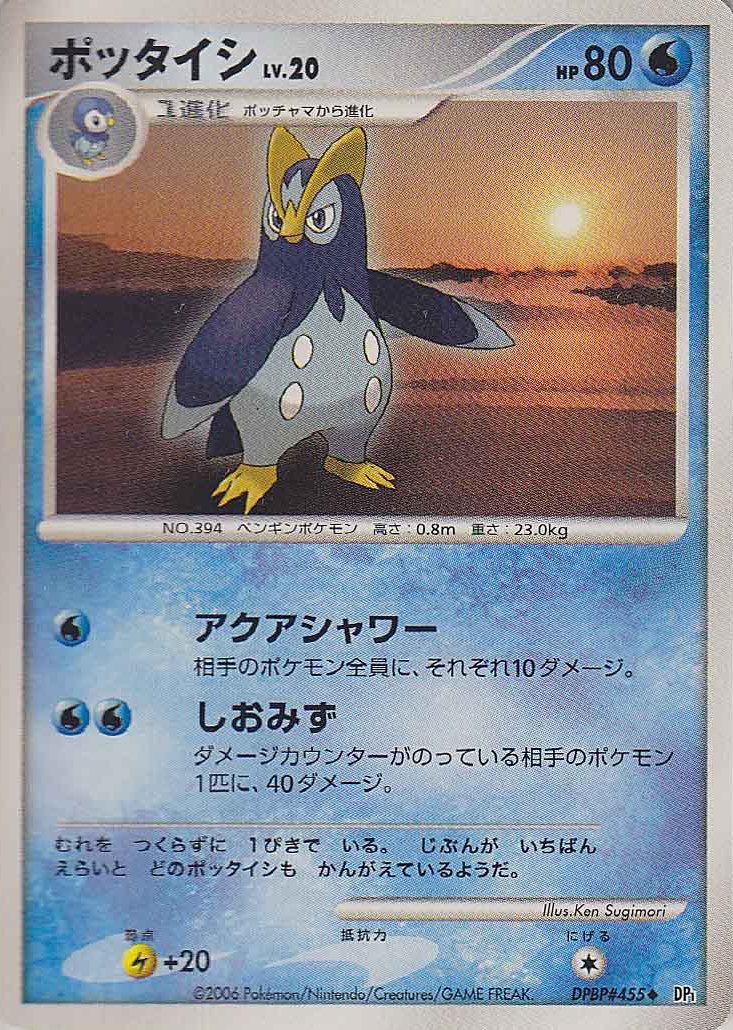 ポッタイシ LV.20 HP 80
1進化 ポッチャマから進化
NO.394 ペンギンポケモン 高さ:0.8m 重さ:23.0kg
アクアシャワー
相手のポケモン全員に、それぞれ10ダメージ。
しおみず
ダメージカウンターがのっている相手のポケモン
1匹に、40ダメージ。
むれを つくらずに 1ぴきで いる。 じぶんが いちばん
えらいと どのポッタイシも かんがえているようだ。
Illus.Ken Sugimori
弱点 抵抗力 にげる
+20
©2006 Pokémon/Nintendo/Creatures/GAME FREAK. DPBP#455◆ DP1